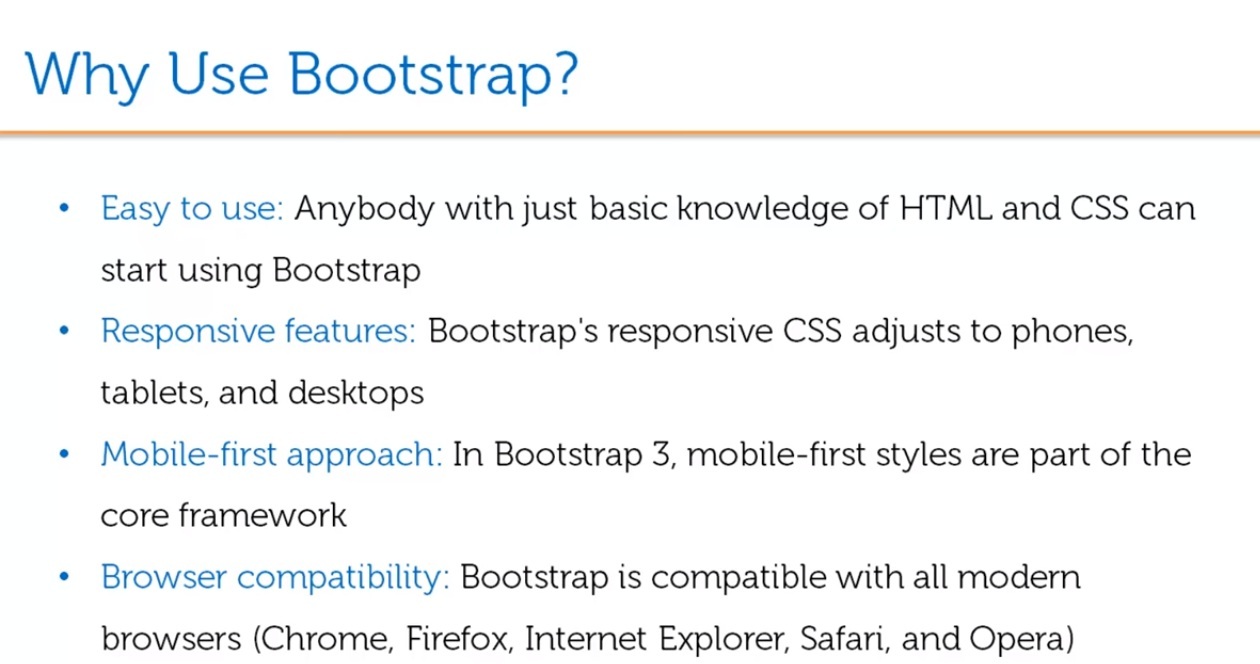 Why Use Bootstrap?
• Easy to use: Anybody with just basic knowledge of HTML and CSS can
start using Bootstrap
• Responsive features: Bootstrap's responsive CSS adjusts to phones,
tablets, and desktops
• Mobile-first approach: In Bootstrap 3, mobile-first styles are part of the
core framework
• Browser compatibility: Bootstrap is compatible with all modern
browsers (Chrome, Firefox, Internet Explorer, Safari, and Opera)